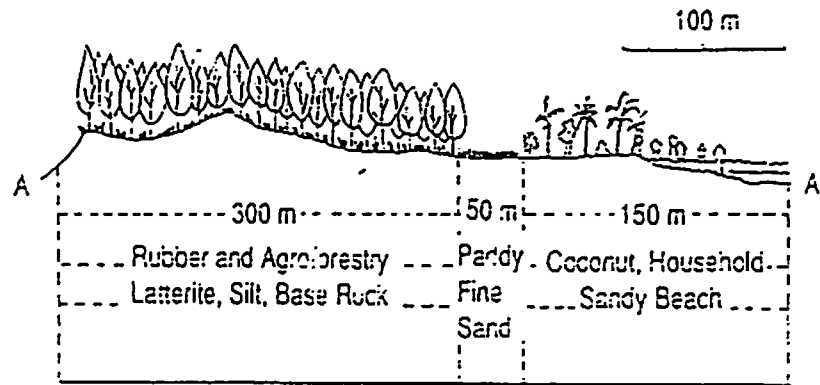 100 m
A A
300 m 50 m 150 m
Rubber and Agroforestry Paddy Coconut, Household
Latterite, Silt, Base Rock Fine Sandy Beach
Sand